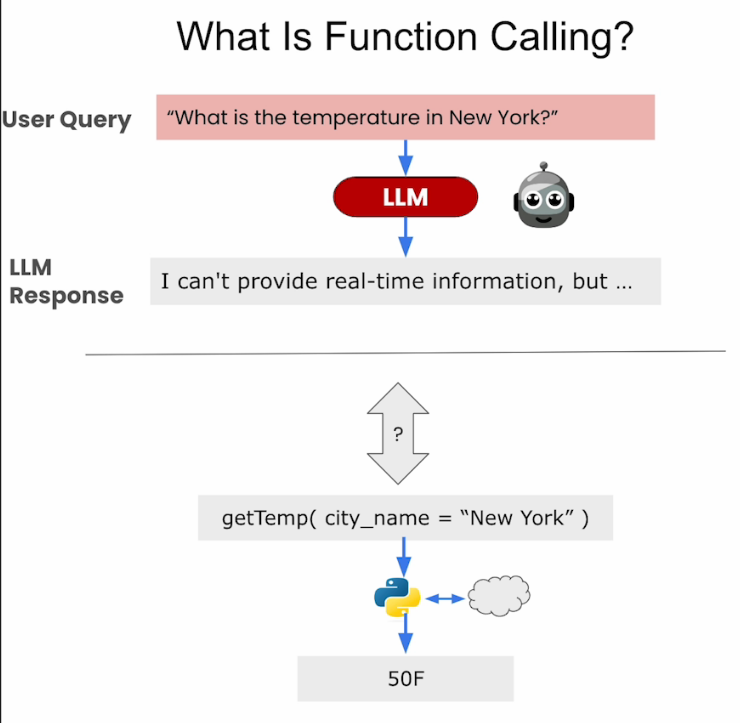 What Is Function Calling?
User Query
“What is the temperature in New York?”
LLM
LLM
Response
I can't provide real-time information, but ...
?
getTemp( city_name = “New York” )
50F